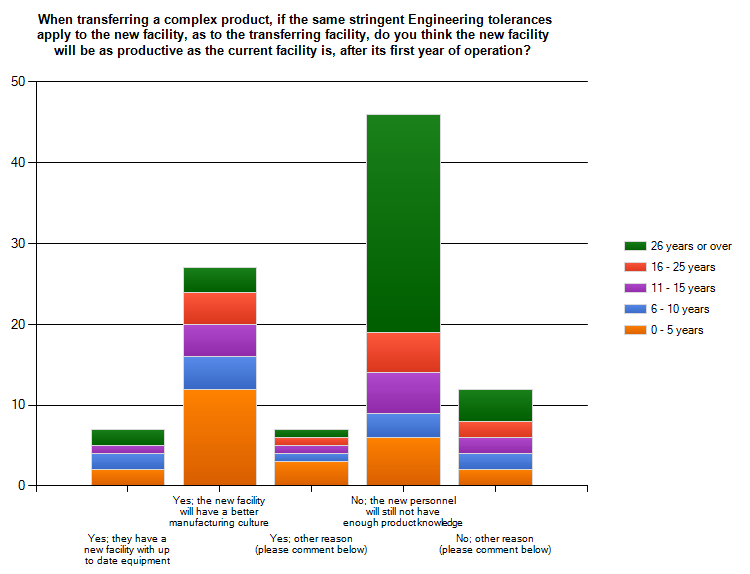 When transferring a complex product, if the same stringent Engineering tolerances
apply to the new facility, as to the transferring facility, do you think the new facility
will be as productive as the current facility is, after its first year of operation?
50
40
30
20
10
0
26 years or over
16 - 25 years
11 - 15 years
6 - 10 years
0 - 5 years
Yes; they have a
new facility with up
to date equipment
Yes; the new facility
will have a better
manufacturing culture
Yes; other reason
(please comment below)
No; the new personnel
will still not have
enough product knowledge
No; other reason
(please comment below)